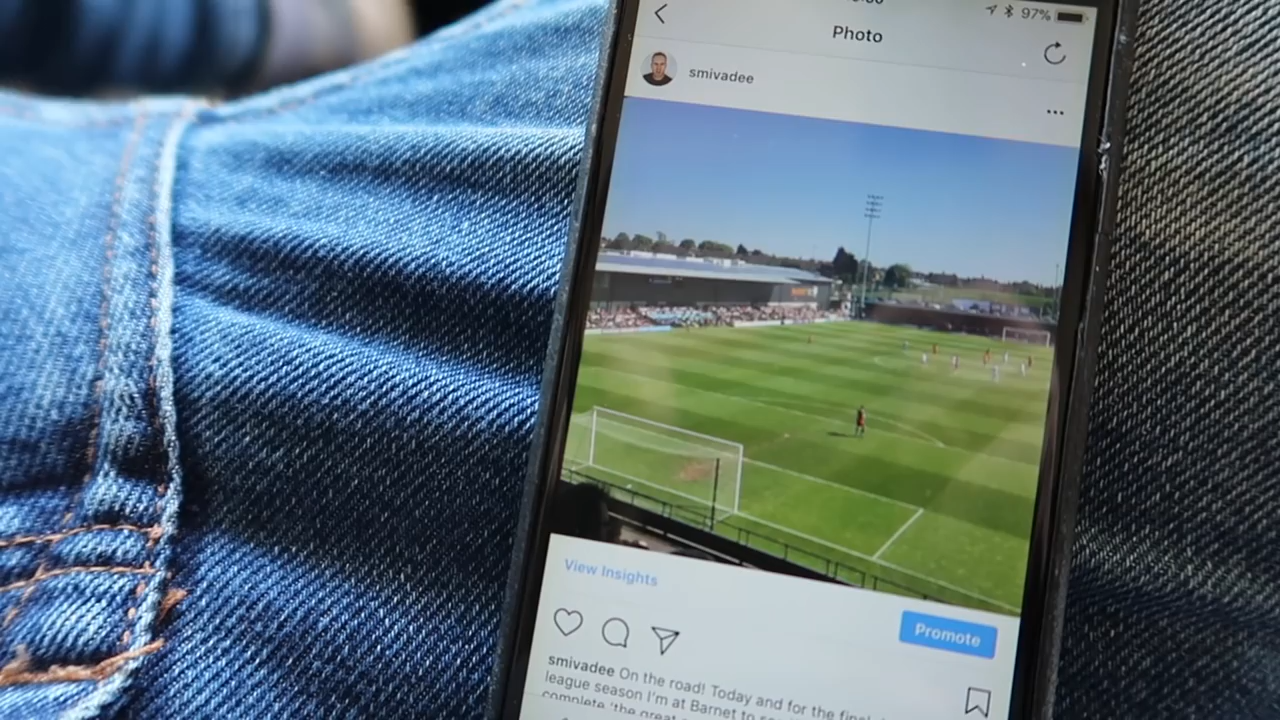 97%
Photo
smivadee
View Insights
Promote
smivadee On the road! Today and for the final
league season I'm at Barnet to
complete 'the great